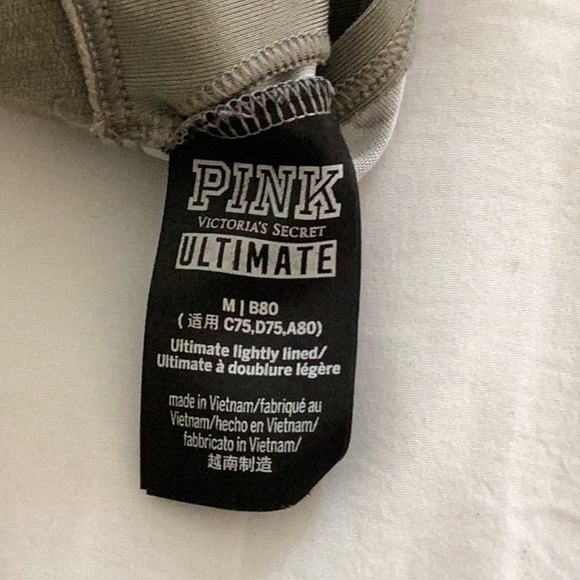 PINK
VICTORIA'S SECRET
ULTIMATE
M | B80
(适用 C75,D75,A80)
Ultimate lightly lined/
Ultimate à doublure légère
made in Vietnam/fabriqué au
Vietnam/hecho en Vietnam/
fabbricato in Vietnam/
越南制造